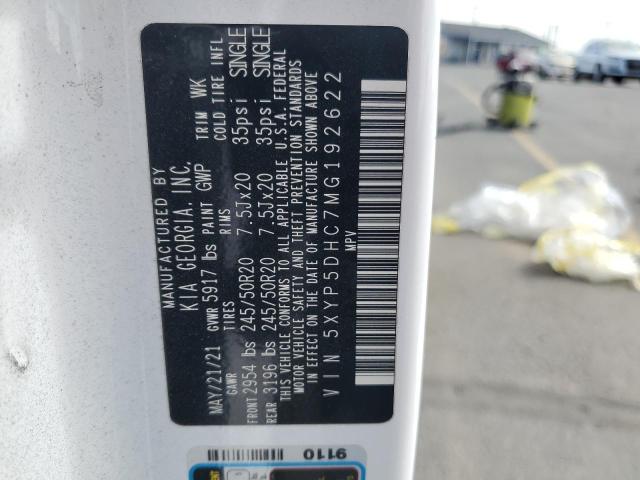 MANUFACTURED BY
KIA GEORGIA, INC.
MAY/21/21 GVWR 5917 lbs PAINT GWP TRIM WK
GAWR TIRES RIMS COLD TIRE INFL
FRONT 2954 lbs 245/50R20 7.5Jx20 35psi SINGLE
REAR 3196 lbs 245/50R20 7.5Jx20 35psi SINGLE
THIS VEHICLE CONFORMS TO ALL APPLICABLE U.S.A. FEDERAL
MOTOR VEHICLE SAFETY AND THEFT PREVENTION STANDARDS
IN EFFECT ON THE DATE OF MANUFACTURE SHOWN ABOVE
VIN 5XYP5DHC7MG192622
MPV
9110